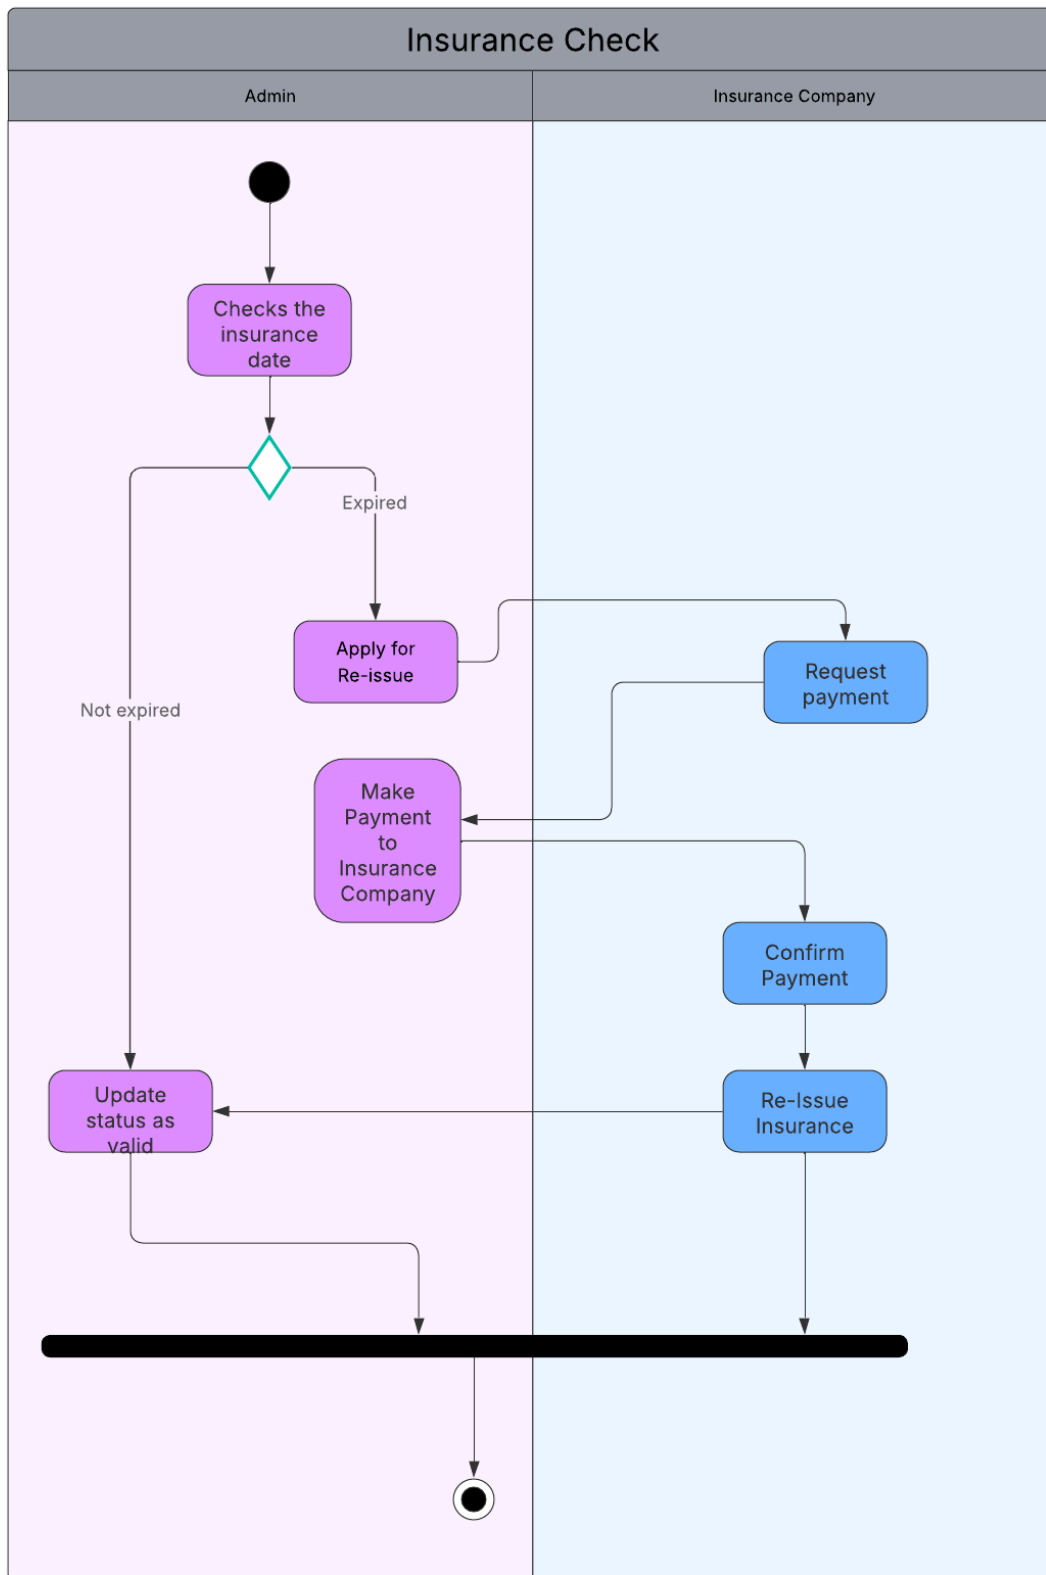 Insurance Check
Admin
Insurance Company
Checks the
insurance
date
Expired
Apply for
Re-issue
Request
payment
Not expired
Make
Payment
to
Insurance
Company
Confirm
Payment
Update
status as
valid
Re-Issue
Insurance